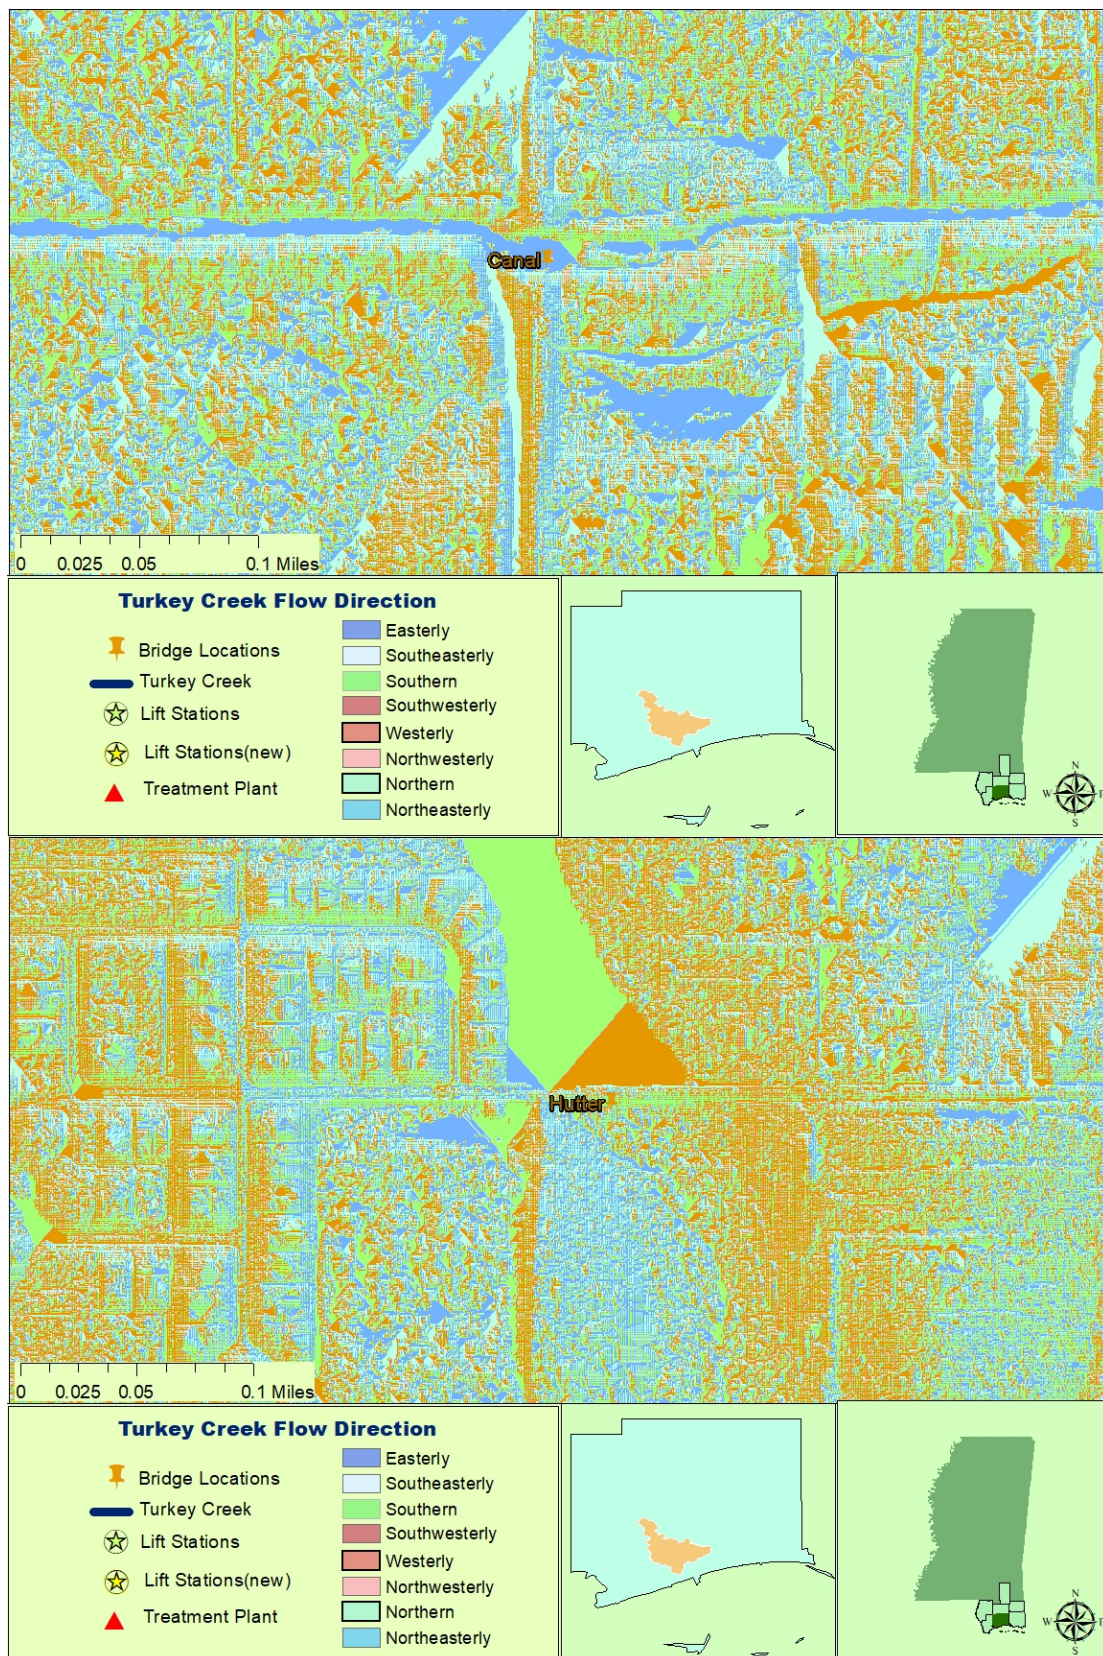 Canal
0 0.025 0.05 0.1 Miles
Turkey Creek Flow Direction
Bridge Locations
Turkey Creek
Lift Stations
Lift Stations(new)
Treatment Plant
Easterly
Southeasterly
Southern
Southwesterly
Westerly
Northwesterly
Northern
Northeasterly
N
W E
S
Hutter
0 0.025 0.05 0.1 Miles
Turkey Creek Flow Direction
Bridge Locations
Turkey Creek
Lift Stations
Lift Stations(new)
Treatment Plant
Easterly
Southeasterly
Southern
Southwesterly
Westerly
Northwesterly
Northern
Northeasterly
N
W E
S